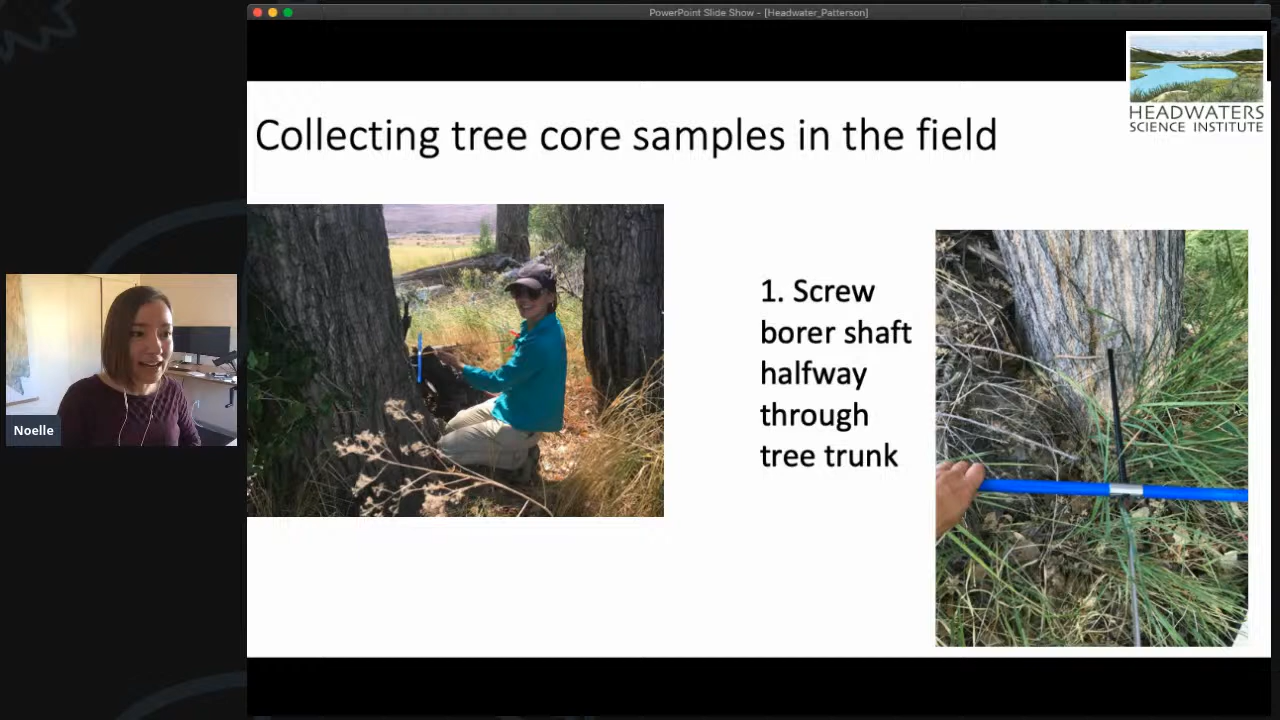 PowerPoint Slide Show - [Headwater_Patterson]
HEADWATERS
SCIENCE INSTITUTE
Collecting tree core samples in the field
1. Screw
borer shaft
halfway
through
tree trunk
Noelle